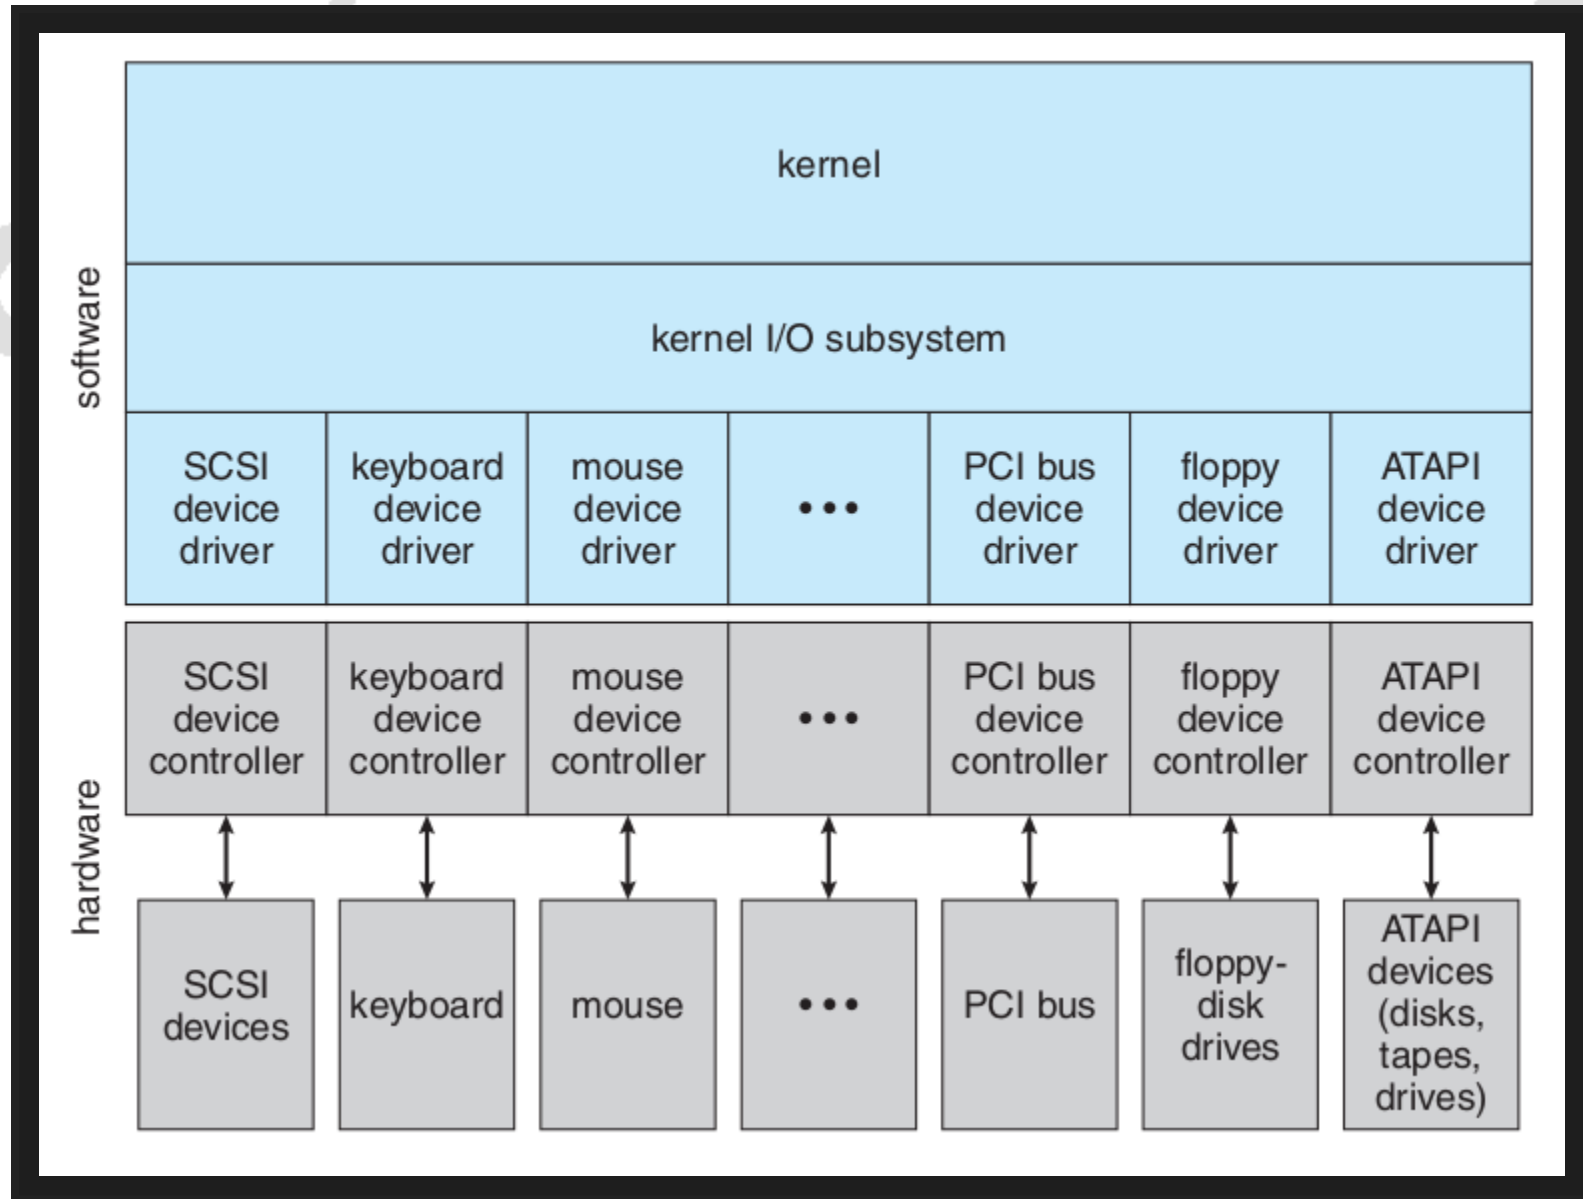 kernel
software
kernel I/O subsystem
SCSI
device
driver
keyboard
device
driver
mouse
device
driver
•••
PCI bus
device
driver
floppy
device
driver
ATAPI
device
driver
hardware
SCSI
device
controller
keyboard
device
controller
mouse
device
controller
•••
PCI bus
device
controller
floppy
device
controller
ATAPI
device
controller
SCSI
devices
keyboard
mouse
•••
PCI bus
floppy-
disk
drives
ATAPI
devices
(disks,
tapes,
drives)